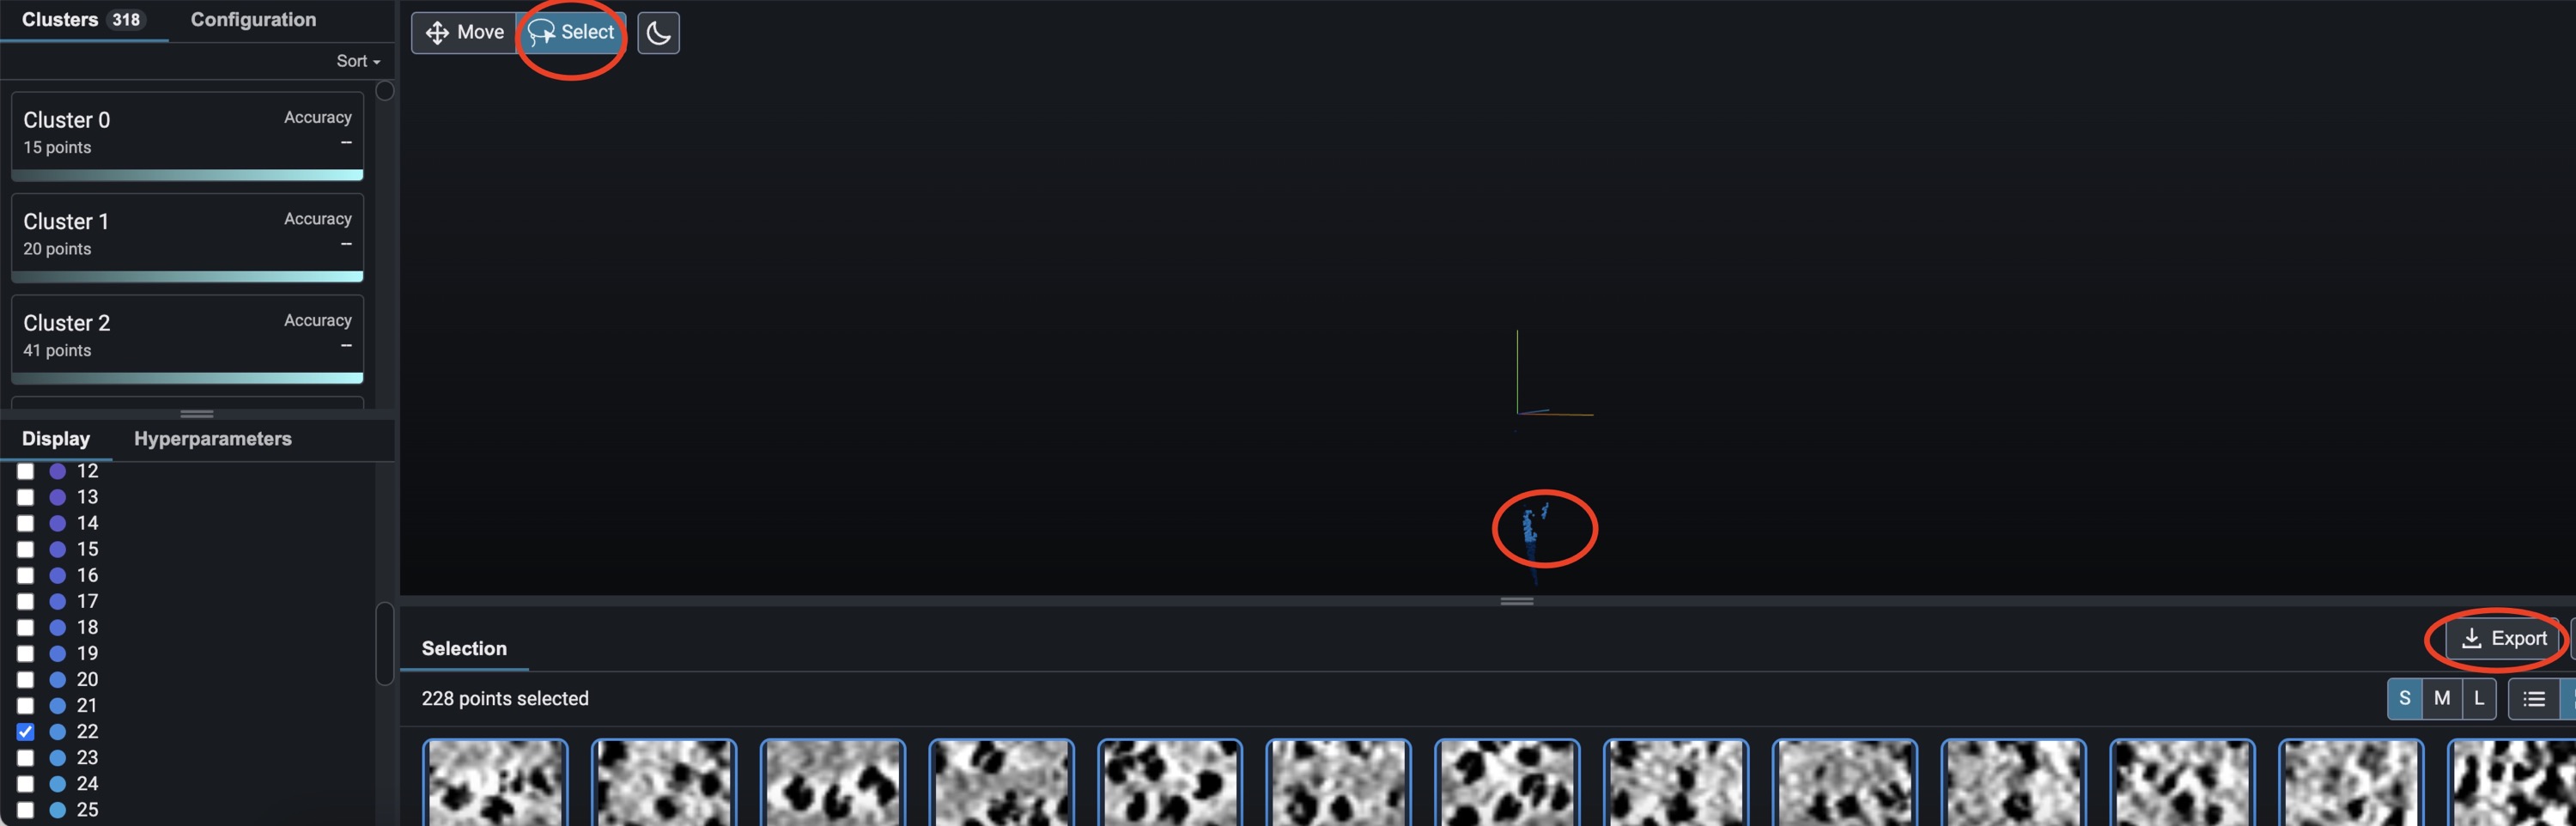 Clusters 318 Configuration
Sort
Cluster 0 Accuracy
15 points --
Cluster 1 Accuracy
20 points --
Cluster 2 Accuracy
41 points --
Display Hyperparameters
12
13
14
15
16
17
18
19
20
21
22
23
24
25
Move Select
Selection Export
228 points selected S M L